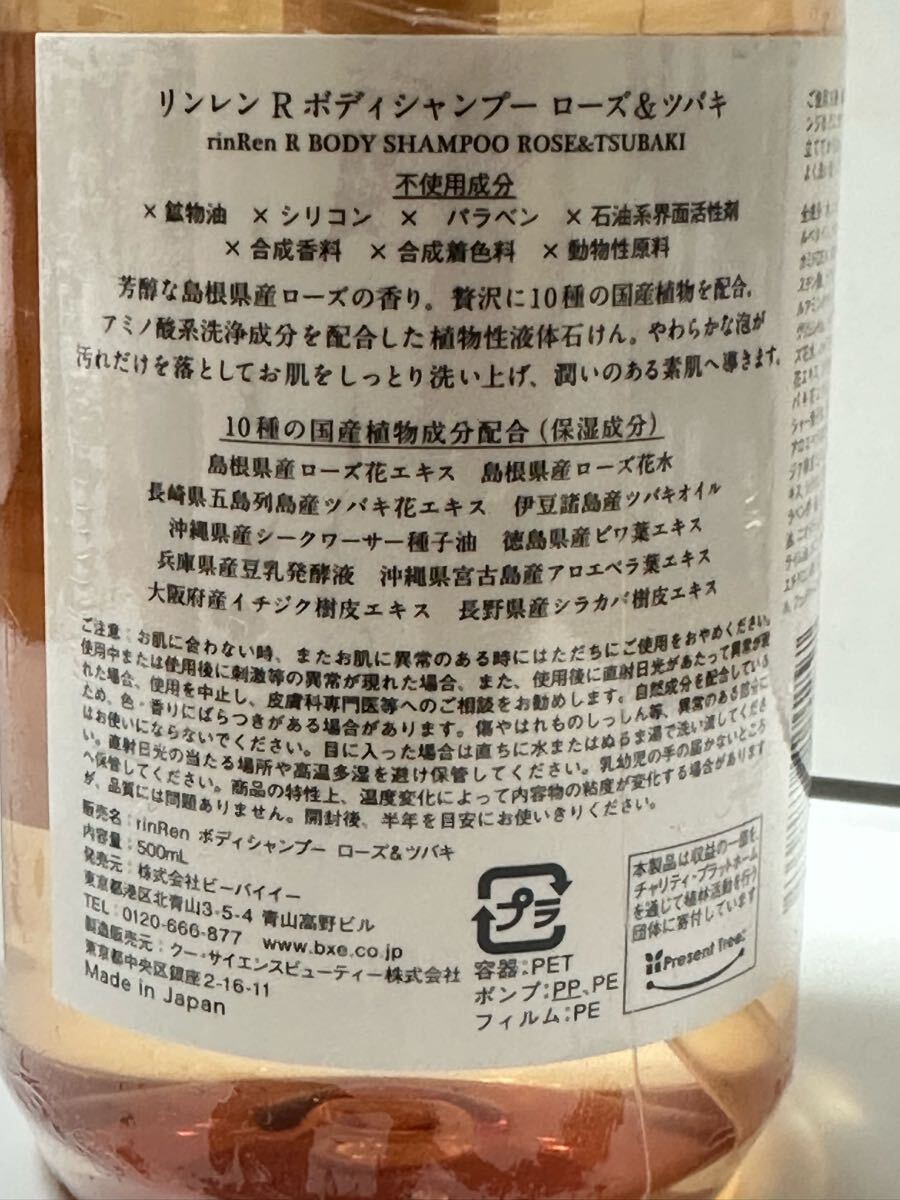 リンレン R ボディシャンプー ローズ&ツバキ
rinRen R BODY SHAMPOO ROSE&TSUBAKI
不使用成分
× 鉱物油 × シリコン × パラベン × 石油系界面活性剤
× 合成香料 × 合成着色料 × 動物性原料
芳醇な島根県産ローズの香り。贅沢に10種の国産植物を配合。
アミノ酸系洗浄成分を配合した植物性液体石けん。やわらかな泡が
汚れだけを落としてお肌をしっとり洗い上げ、潤いのある素肌へ導きます。
10種の国産植物成分配合(保湿成分)
島根県産ローズ花エキス 島根県産ローズ花水
長崎県五島列島産ツバキ花エキス 伊豆諸島産ツバキオイル
沖縄県産シークワーサー種子油 徳島県産ビワ葉エキス
兵庫県産豆乳発酵液 沖縄県宮古島産アロエベラ葉エキス
大阪府産イチジク樹皮エキス 長野県産シラカバ樹皮エキス
ご注意:お肌に合わない時、またお肌に異常のある時にはただちにご使用をおやめください。
使用中または使用後に刺激等の異常が現れた場合、また、使用後に直射日光があたって異常が現
れた場合、使用を中止し、皮膚科専門医等へのご相談をお勧めします。自然成分を配合している
ため、色・香りにばらつきがある場合があります。傷やはれものしっしん等、異常のある部分に
はお使いにならないでください。目に入った場合は直ちに水またはぬるま湯で洗い流してくださ
い。直射日光の当たる場所や高温多湿を避け保管してください。乳幼児の手の届かないところ
へ保管してください。商品の特性上、温度変化によって内容物の粘度が変化する場合があります
が、品質には問題ありません。開封後、半年を目安にお使いきりください。
販売名:rinRen ボディシャンプー ローズ&ツバキ
内容量:500mL
発売元:株式会社ビーバイイー
東京都港区北青山3-5-4 青山高野ビル
TEL:0120-666-877 www.bxe.co.jp
製造販売元:クー・サイエンスビューティー株式会社
東京都中央区銀座2-16-11
Made in Japan
プラ
容器:PET
ポンプ:PP、PE
フィルム:PE
本製品は収益の一部を、
チャリティ・プラットホーム
を通じて植林活動を行う
団体に寄付しています
Present Tree